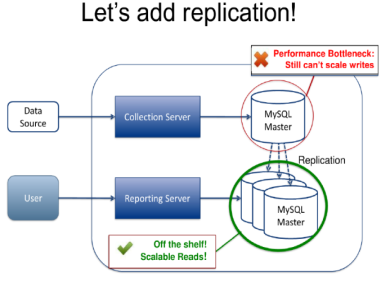 Let's add replication!
Performance Bottleneck:
Still can't scale writes
Data
Source
Collection Server
MySQL
Master
Replication
User
Reporting Server
MySQL
Master
Off the shelf!
Scalable Reads!